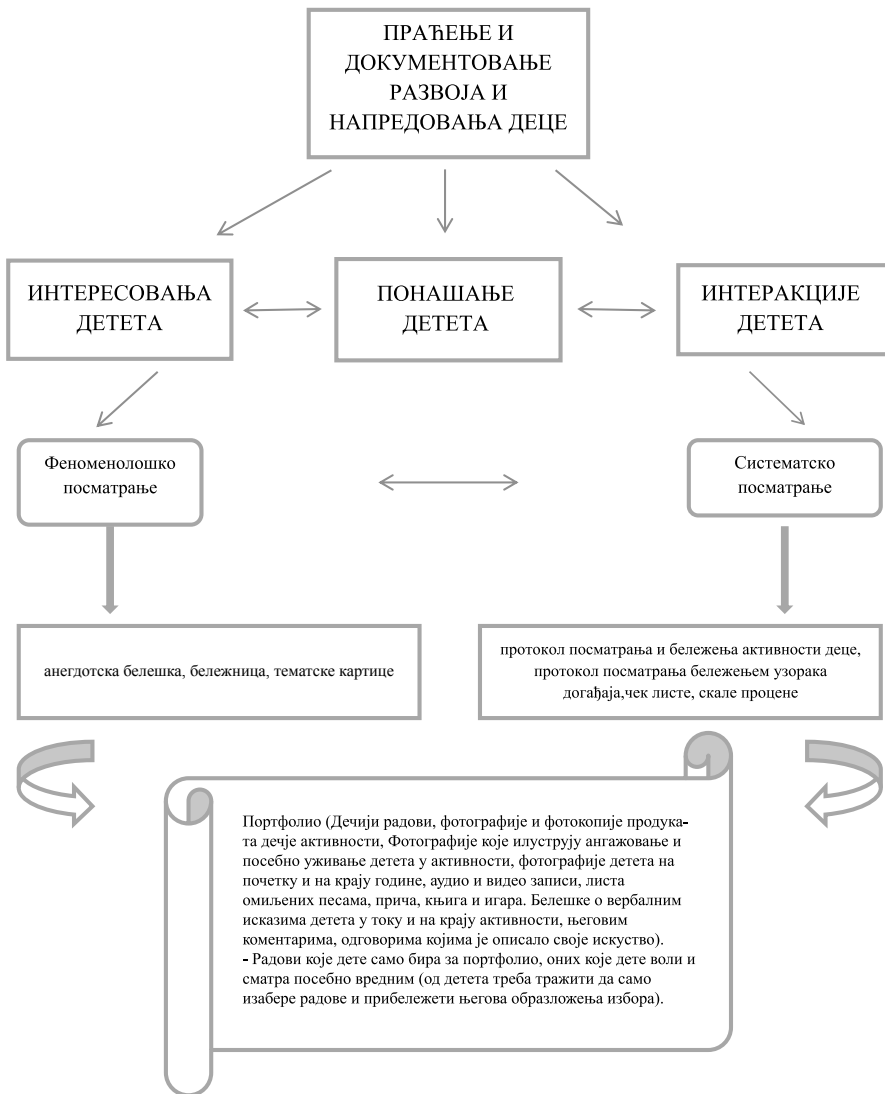 ПРАЋЕЊЕ И
ДОКУМЕНТОВАЊЕ
РАЗВОЈА И
НАПРЕДОВАЊА ДЕЦЕ
ИНТЕРЕСОВАЊА
ДЕТЕТА
ПОНАШАЊЕ
ДЕТЕТА
ИНТЕРАКЦИЈЕ
ДЕТЕТА
Феноменолошко
посматрање
Систематско
посматрање
анегдотска белешка, бележница, тематске картице
протокол посматрања и бележења активности деце,
протокол посматрања бележењем узорака
догађаја,чек листе, скале процене
Портфолио (Дечији радови, фотографије и фотокопије продука-
та дечје активности, Фотографије које илуструју ангажовање и
посебно уживање детета у активности, фотографије детета на
почетку и на крају године, аудио и видео записи, листа
омиљених песама, прича, књига и игара. Белешке о вербалним
исказима детета у току и на крају активности, његовим
коментарима, одговорима којима је описало своје искуство).
- Радови које дете само бира за портфолио, оних које дете воли и
сматра посебно вредним (од детета треба тражити да само
изабере радове и прибележети његова образложења избора).